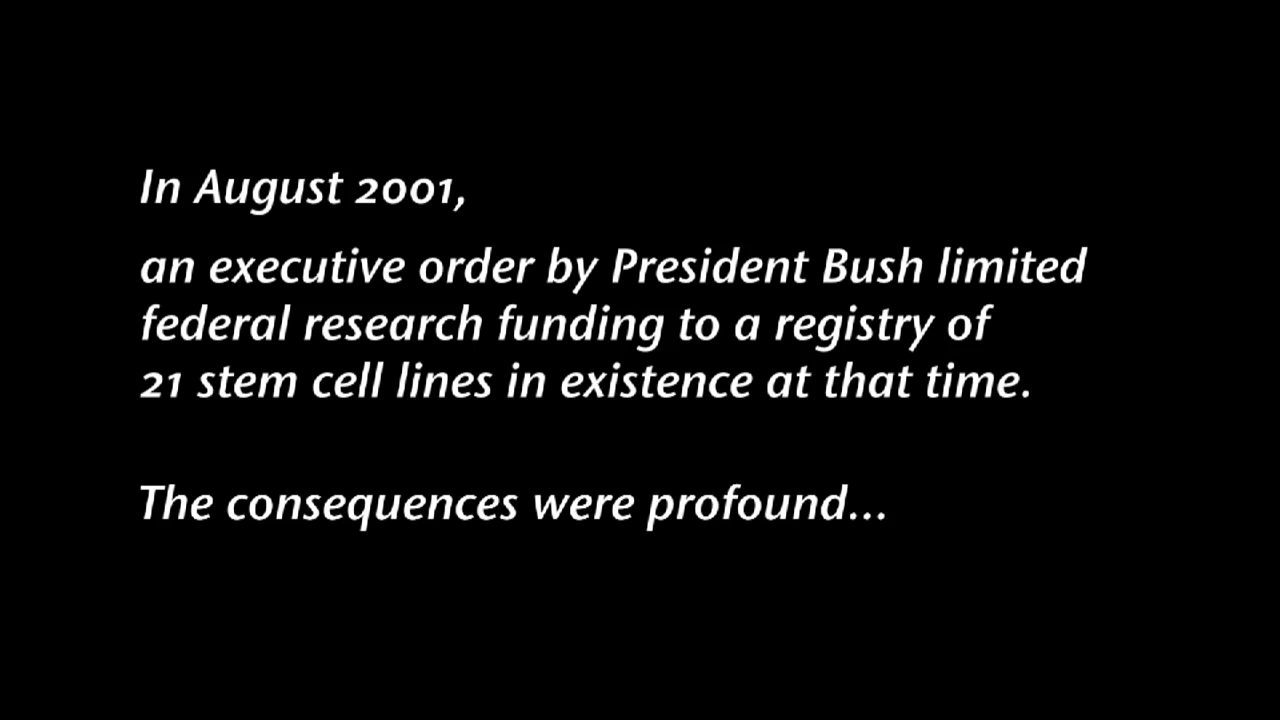 In August 2001,
an executive order by President Bush limited
federal research funding to a registry of
21 stem cell lines in existence at that time.
The consequences were profound...